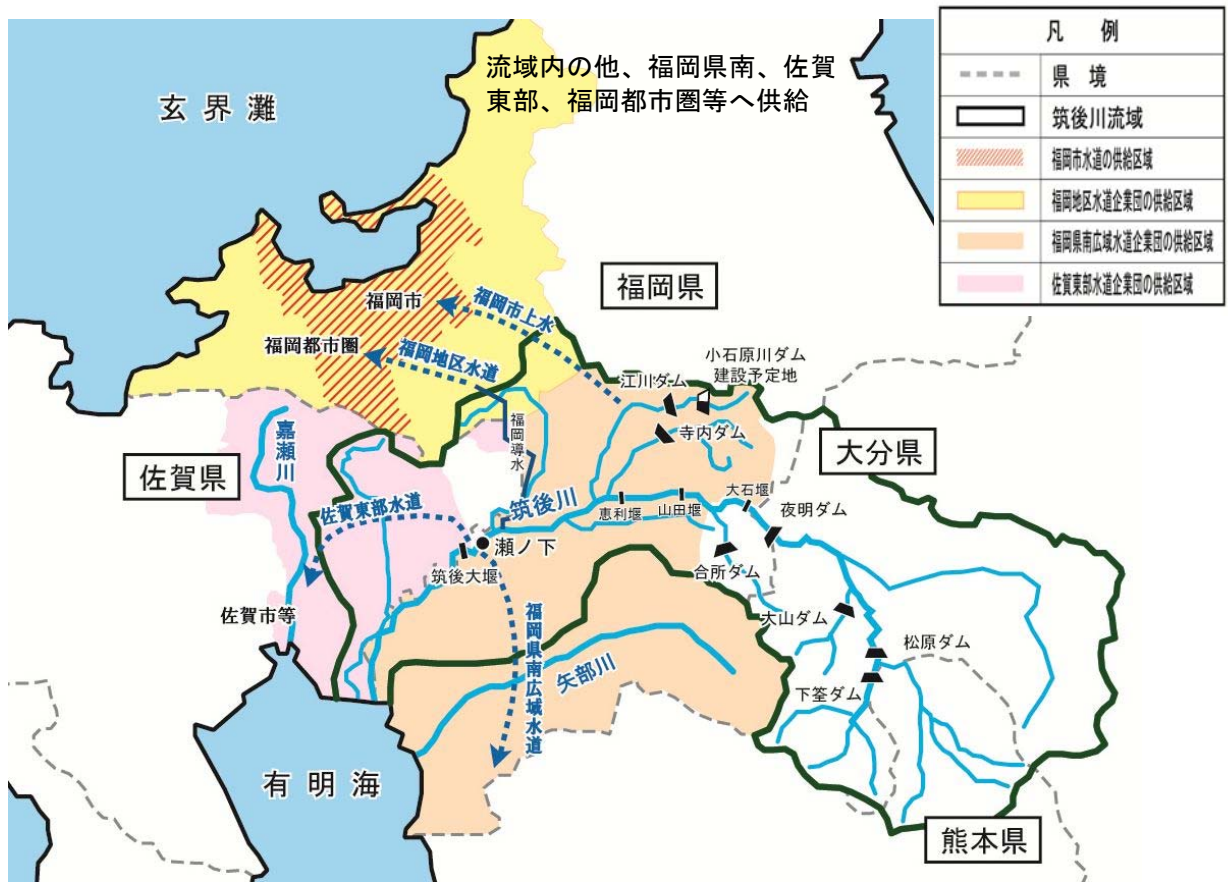 流域内の他、福岡県南、佐賀
東部、福岡都市圏等へ供給
凡 例
県 境
筑後川流域
福岡市水道の供給区域
福岡地区水道企業団の供給区域
福岡県南広域水道企業団の供給区域
佐賀東部水道企業団の供給区域
玄界灘
福岡県
福岡市
福岡市上水
福岡都市圏
福岡地区水道
小石原川ダム
建設予定地
江川ダム
寺内ダム
福岡導水
嘉瀬川
佐賀県
大分県
佐賀東部水道
筑後川
恵利堰
山田堰
大石堰
夜明ダム
瀬ノ下
筑後大堰
合所ダム
佐賀市等
福岡県南広域水道
大山ダム
松原ダム
矢部川
下筌ダム
有明海
熊本県